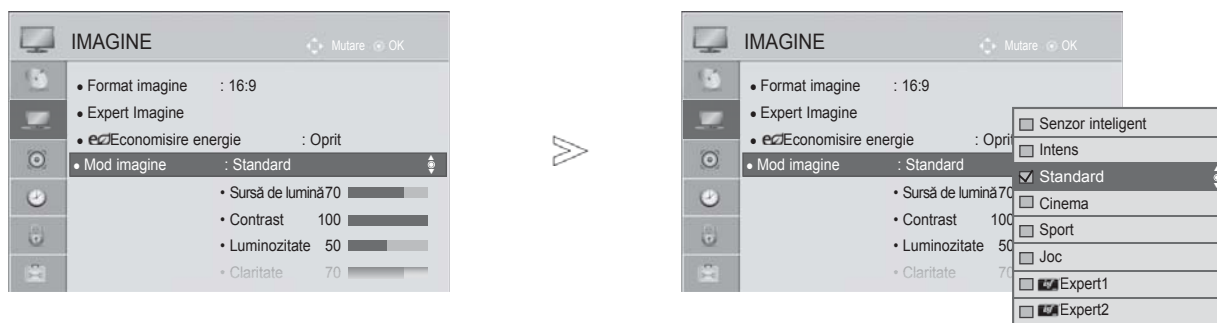 IMAGINE
Mutare OK
• Format imagine : 16:9
• Expert Imagine
• eco Economisire energie : Oprit
• Mod imagine : Standard
• Sursă de lumină 70
• Contrast 100
• Luminozitate 50
• Claritate 70
IMAGINE
Mutare OK
• Format imagine : 16:9
• Expert Imagine
• eco Economisire energie : Oprit
• Mod imagine : Standard
• Sursă de lumină 70
• Contrast 100
• Luminozitate 50
• Claritate 70
Senzor inteligent
Intens
Standard
Cinema
Sport
Joc
Expert1
Expert2